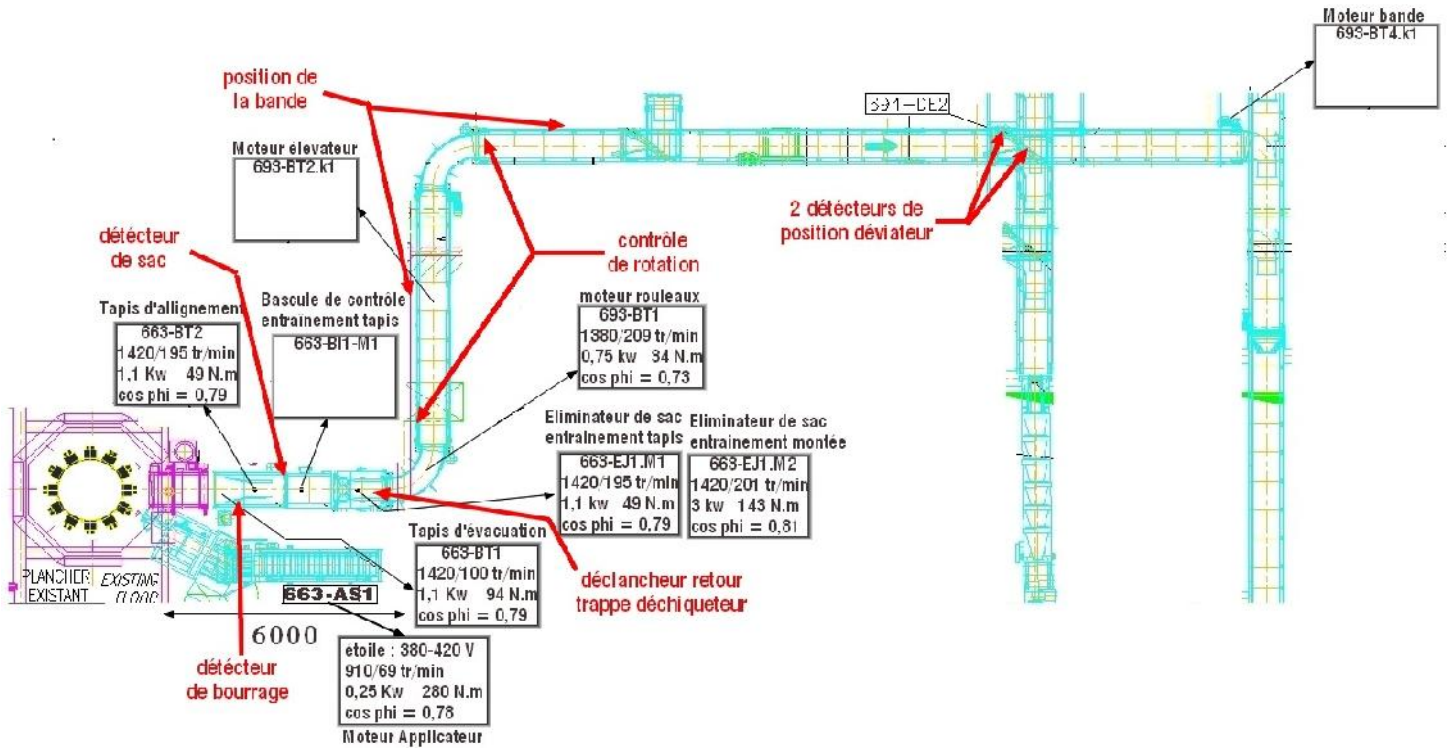 Moteur bande
693-BT4.k1
position de
la bande
391-DE2
Moteur élevateur
693-BT2.k1
2 détécteurs de
position déviateur
détécteur
de sac
contrôle
de rotation
Tapis d'allignement
663-BT2
1420/195 tr/min
1,1 Kw 49 N.m
cos phi = 0,79
Bascule de contrôle
entrainement tapis
663-BI1-M1
moteur rouleaux
693-BT1
1380/209 tr/min
0,75 kw 34 N.m
cos phi = 0,73
Eliminateur de sac
entrainement tapis
663-EJ1.M1
1420/195 tr/min
1,1 kw 49 N.m
cos phi = 0,79
Eliminateur de sac
entrainement montée
663-EJ1.M2
1420/201 tr/min
3 kw 143 N.m
cos phi = 0,81
Tapis d'évacuation
663-BT1
1420/100 tr/min
1,1 Kw 94 N.m
cos phi = 0,79
déclancheur retour
trappe déchiqueteur
PLANCHER EXISTING
EXISTANT FLOOR
663-AS1
6000
détécteur
de bourrage
étoile : 380-420 V
910/69 tr/min
0,25 Kw 280 N.m
cos phi = 0,78
Moteur Applicateur